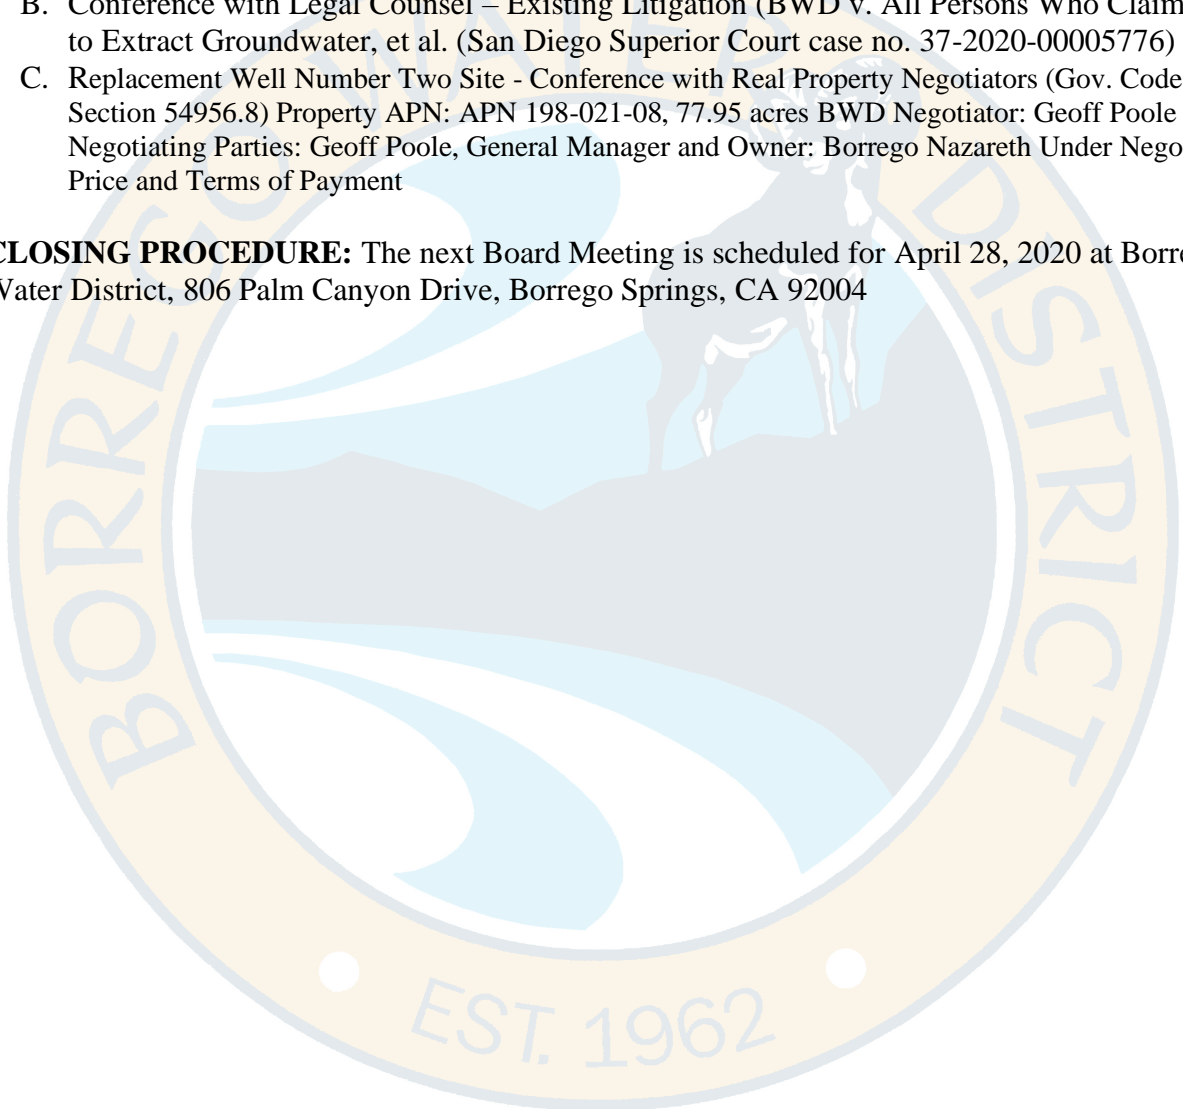 B. Conference with Legal Counsel – Existing Litigation (BWD v. All Persons Who Claim
to Extract Groundwater, et al. (San Diego Superior Court case no. 37-2020-00005776)
C. Replacement Well Number Two Site - Conference with Real Property Negotiators (Gov. Code
Section 54956.8) Property APN: APN 198-021-08, 77.95 acres BWD Negotiator: Geoff Poole
Negotiating Parties: Geoff Poole, General Manager and Owner: Borrego Nazareth Under Nego
Price and Terms of Payment
CLOSING PROCEDURE: The next Board Meeting is scheduled for April 28, 2020 at Borre
Water District, 806 Palm Canyon Drive, Borrego Springs, CA 92004
BORREGO WATER DISTRICT
EST. 1962